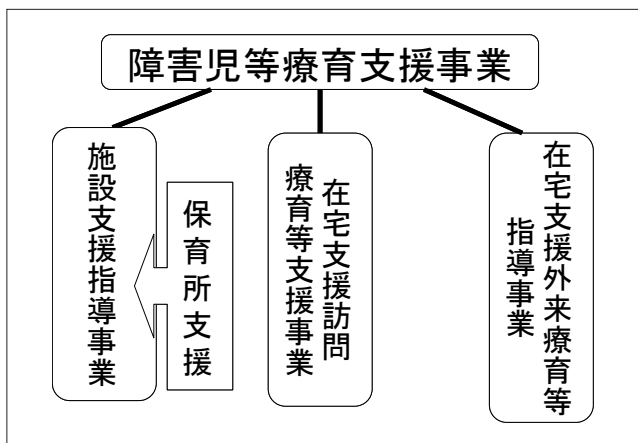 障害児等療育支援事業
施設支援指導事業
保育所支援
在宅支援訪問
療育等支援事業
在宅支援外来療育等
指導事業